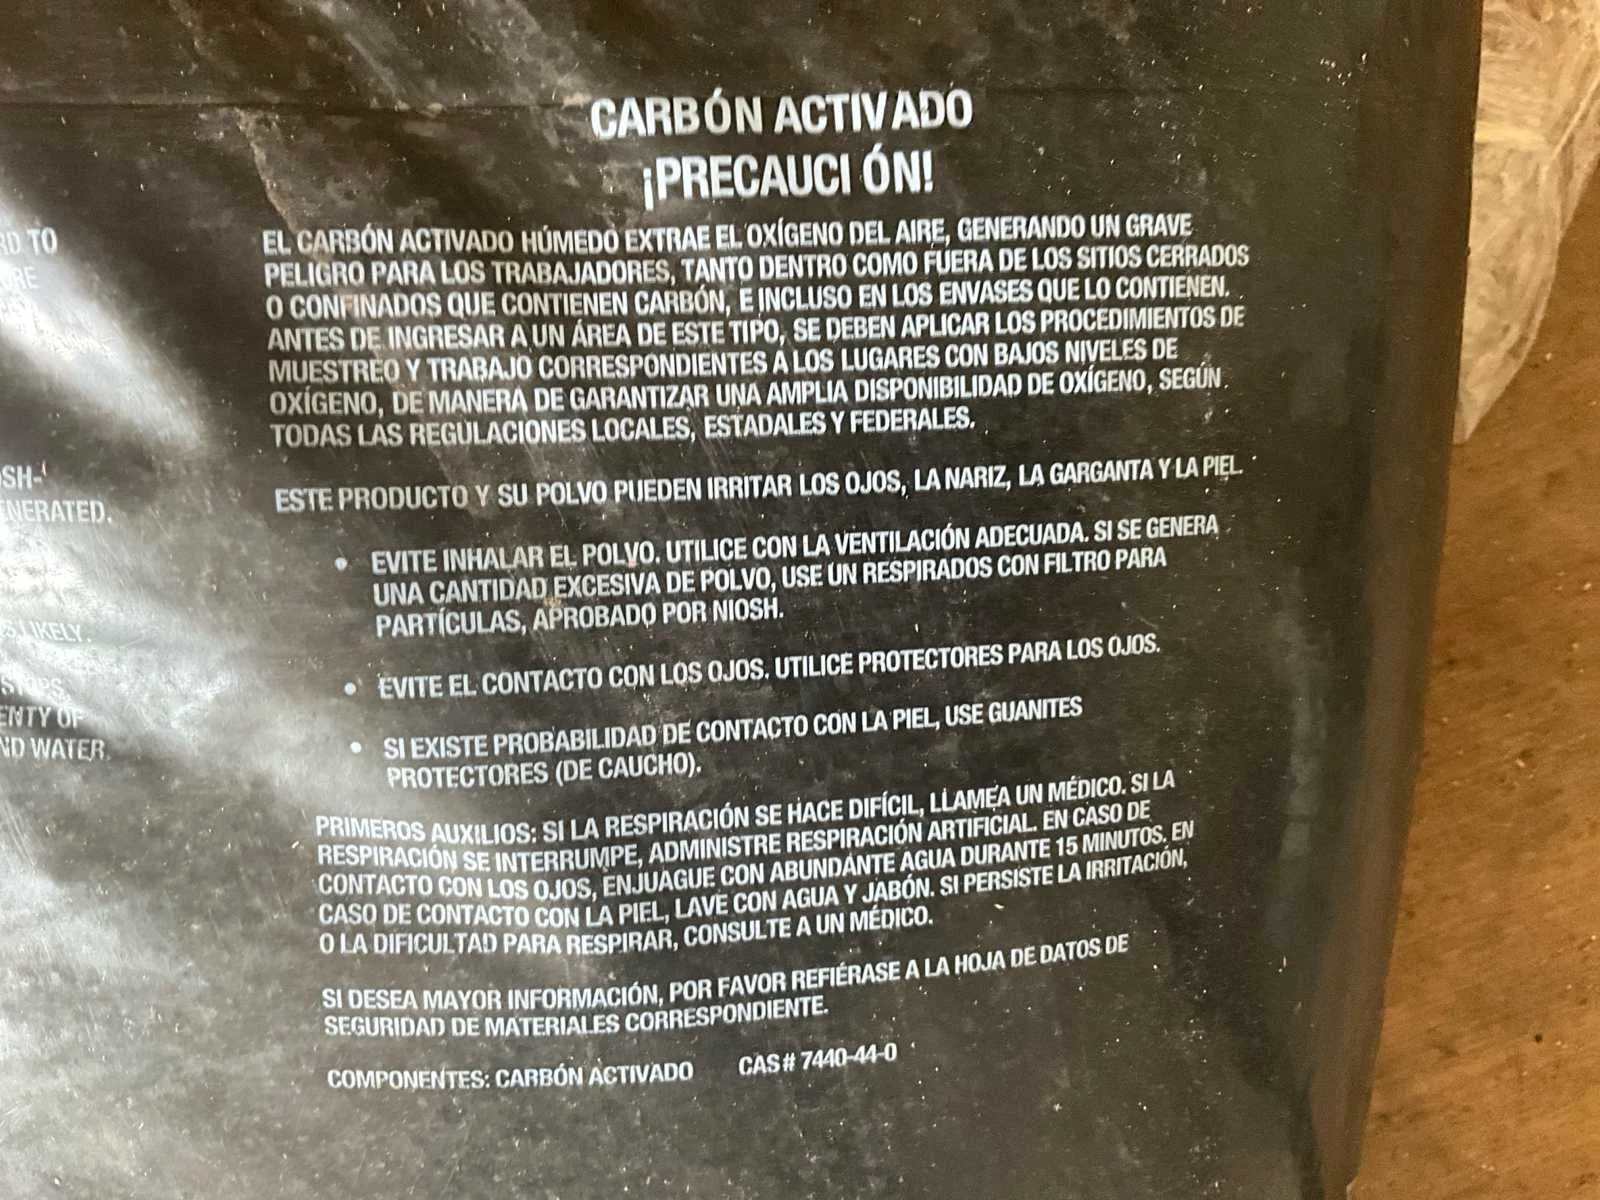 CARBÓN ACTIVADO
¡PRECAUCIÓN!
EL CARBÓN ACTIVADO HÚMEDO EXTRAE EL OXÍGENO DEL AIRE, GENERANDO UN GRAVE
PELIGRO PARA LOS TRABAJADORES, TANTO DENTRO COMO FUERA DE LOS SITIOS CERRADOS
O CONFINADOS QUE CONTIENEN CARBÓN, E INCLUSO EN LOS ENVASES QUE LO CONTIENEN.
ANTES DE INGRESAR A UN ÁREA DE ESTE TIPO, SE DEBEN APLICAR LOS PROCEDIMIENTOS DE
MUESTREO Y TRABAJO CORRESPONDIENTES A LOS LUGARES CON BAJOS NIVELES DE
OXÍGENO, DE MANERA DE GARANTIZAR UNA AMPLIA DISPONIBILIDAD DE OXÍGENO, SEGÚN
TODAS LAS REGULACIONES LOCALES, ESTADALES Y FEDERALES.
ESTE PRODUCTO Y SU POLVO PUEDEN IRRITAR LOS OJOS, LA NARIZ, LA GARGANTA Y LA PIEL.
• EVITE INHALAR EL POLVO. UTILICE CON LA VENTILACIÓN ADECUADA. SI SE GENERA
UNA CANTIDAD EXCESIVA DE POLVO, USE UN RESPIRADOS CON FILTRO PARA
PARTÍCULAS, APROBADO POR NIOSH.
• EVITE EL CONTACTO CON LOS OJOS. UTILICE PROTECTORES PARA LOS OJOS.
• SI EXISTE PROBABILIDAD DE CONTACTO CON LA PIEL, USE GUANITES
PROTECTORES (DE CAUCHO).
PRIMEROS AUXILIOS: SI LA RESPIRACIÓN SE HACE DIFÍCIL, LLAMEA UN MÉDICO. SI LA
RESPIRACIÓN SE INTERRUMPE, ADMINISTRE RESPIRACIÓN ARTIFICIAL. EN CASO DE
CONTACTO CON LOS OJOS, ENJUAGUE CON ABUNDANTE AGUA DURANTE 15 MINUTOS. EN
CASO DE CONTACTO CON LA PIEL, LAVE CON AGUA Y JABÓN. SI PERSISTE LA IRRITACIÓN,
O LA DIFICULTAD PARA RESPIRAR, CONSULTE A UN MÉDICO.
SI DESEA MAYOR INFORMACIÓN, POR FAVOR REFIÉRASE A LA HOJA DE DATOS DE
SEGURIDAD DE MATERIALES CORRESPONDIENTE.
COMPONENTES: CARBÓN ACTIVADO CAS# 7440-44-0
TO
LIKELY.
WATER.